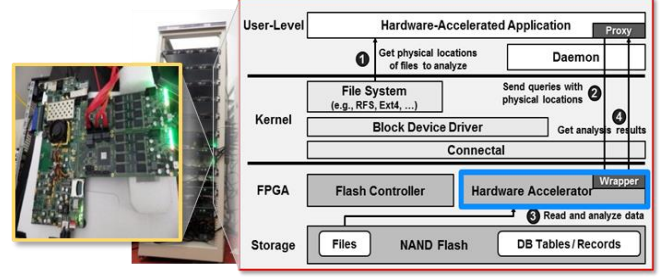 User-Level
Hardware-Accelerated Application
Proxy
1 Get physical locations
of files to analyze
Daemon
File System
(e.g., RFS, Ext4, ...)
Send queries with
physical locations 2
4
Kernel
Block Device Driver
Get analysis results
Connectal
FPGA
Flash Controller
Hardware Accelerator
Wrapper
3 Read and analyze data
Storage
Files
NAND Flash
DB Tables / Records